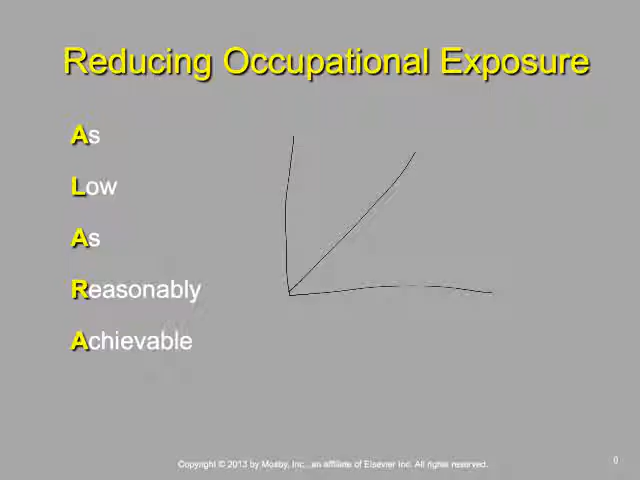 Reducing Occupational Exposure
As
Low
As
Reasonably
Achievable
Copyright © 2013 by Mosby, Inc., an affiliate of Elsevier Inc. All rights reserved.